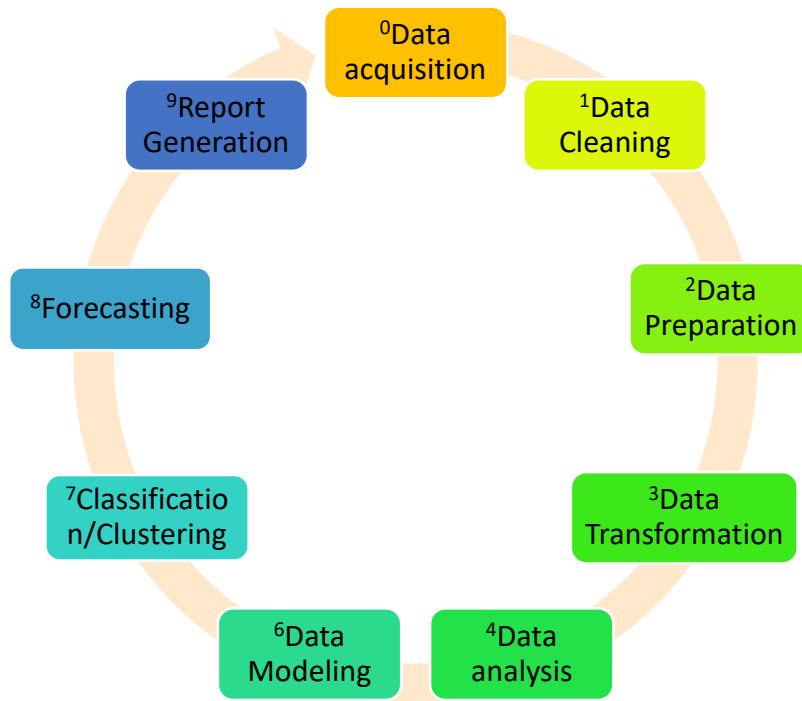 ⁰Data
acquisition
¹Data
Cleaning
²Data
Preparation
³Data
Transformation
⁴Data
analysis
⁶Data
Modeling
⁷Classificatio
n/Clustering
⁸Forecasting
⁹Report
Generation